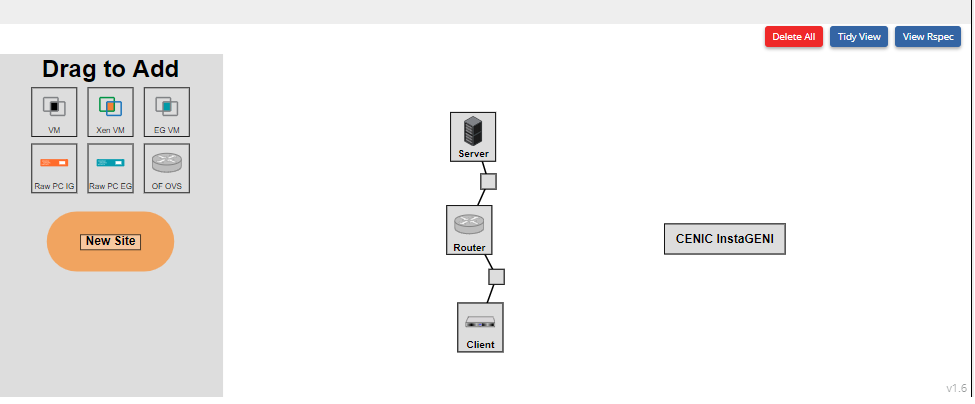 Delete All
Tidy View
View Rspec
Drag to Add
VM
Xen VM
EG VM
Raw PC IG
Raw PC EG
OF OVS
New Site
Server
Router
Client
CENIC InstaGENI
v1.6